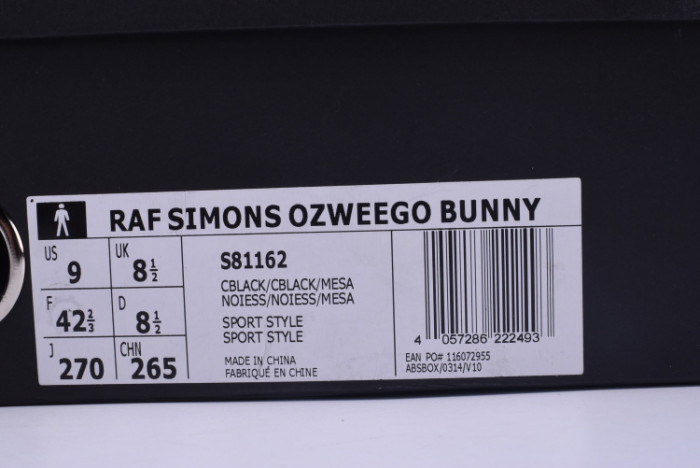 RAF SIMONS OZWEEGO BUNNY
US 9 UK 8½
F 42⅔ D 8½
J 270 CHN 265
S81162
CBLACK/CBLACK/MESA
NOIESS/NOIESS/MESA
SPORT STYLE
SPORT STYLE
MADE IN CHINA
FABRIQUÉ EN CHINE
4 057286 222493
EAN PO# 116072955
ABSBOX/0314/V10